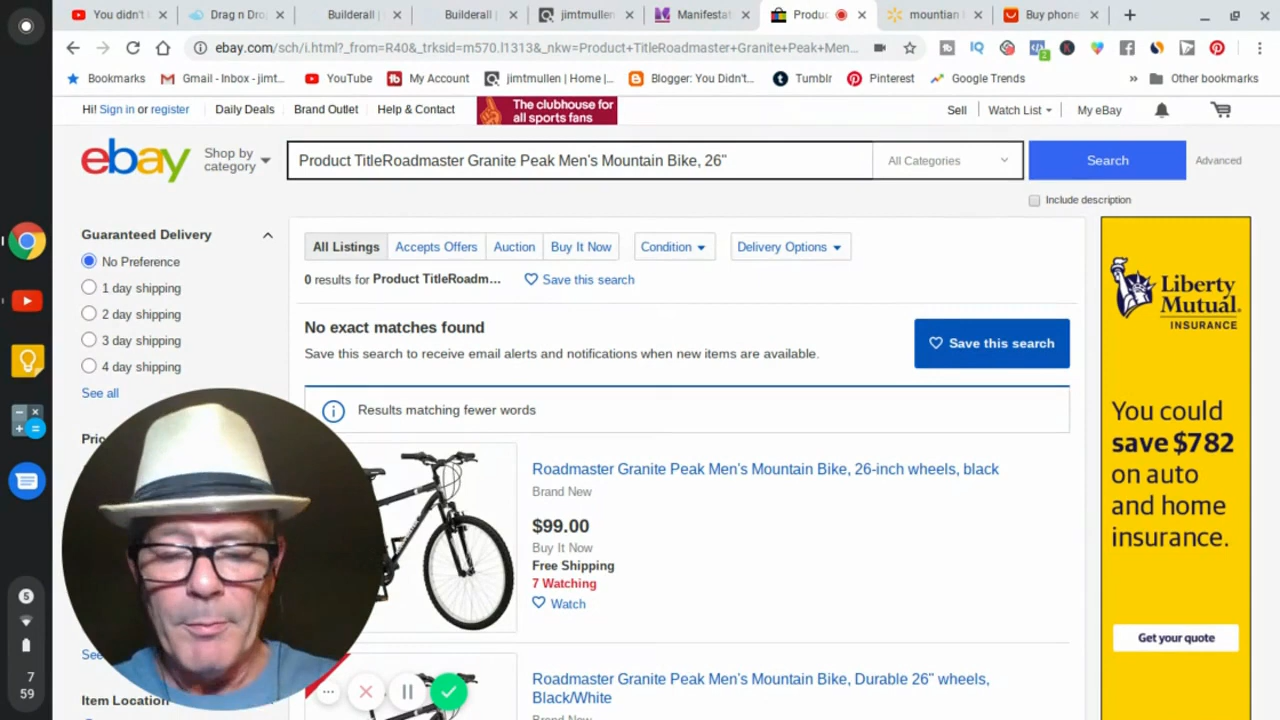 You didn't
Drag n Dro
Builderall |
Builderall |
jimtmullen
Manifestat
Produc
mountian
Buy phone
ebay.com/sch/i.html?_from=R40&_trksid=m570.l1313&_nkw=Product+TitleRoadmaster+Granite+Peak+Men...
2
Bookmarks
Gmail - Inbox - jimt...
YouTube
My Account
jimtmullen | Home |...
Blogger: You Didn't...
Tumblr
Pinterest
Google Trends
»
Other bookmarks
Hi! Sign in or register
Daily Deals
Brand Outlet
Help & Contact
The clubhouse for
all sports fans
Sell
Watch List
My eBay
ebay
Shop by
category
Product TitleRoadmaster Granite Peak Men's Mountain Bike, 26"
All Categories
Search
Advanced
Include description
Guaranteed Delivery
No Preference
1 day shipping
2 day shipping
3 day shipping
4 day shipping
See all
Pric
See
Item Location
All Listings
Accepts Offers
Auction
Buy It Now
Condition
Delivery Options
0 results for Product TitleRoadm...
Save this search
No exact matches found
Save this search to receive email alerts and notifications when new items are available.
Save this search
Results matching fewer words
Roadmaster Granite Peak Men's Mountain Bike, 26-inch wheels, black
Brand New
$99.00
Buy It Now
Free Shipping
7 Watching
Watch
Roadmaster Granite Peak Men's Mountain Bike, Durable 26" wheels,
Black/White
Brand New
Liberty
Mutual.
INSURANCE
You could
save $782
on auto
and home
insurance.
Get your quote
5
7
59